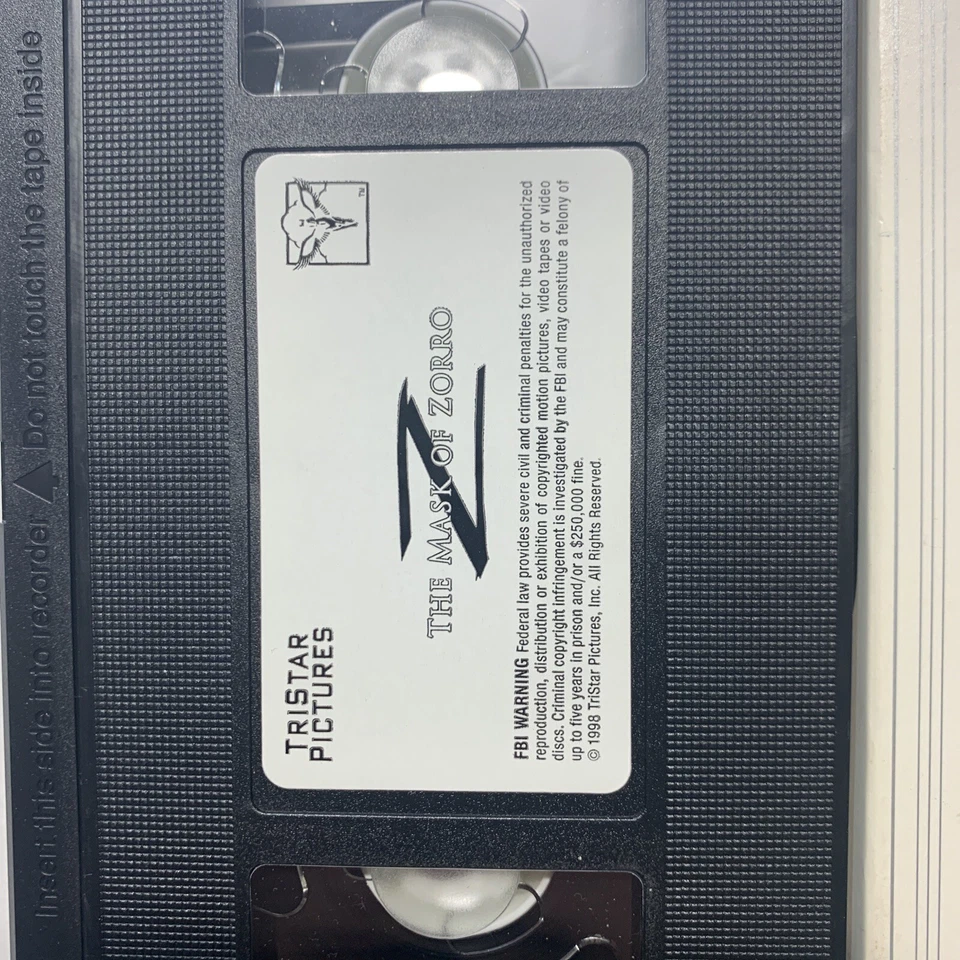 Insert this side into recorder ▲ Do not touch the tape inside
TRISTAR
PICTURES
TM
THE MASK OF ZORRO
FBI WARNING Federal law provides severe civil and criminal penalties for the unauthorized
reproduction, distribution or exhibition of copyrighted motion pictures, video tapes or video
discs. Criminal copyright infringement is investigated by the FBI and may constitute a felony of
up to five years in prison and/or a $250,000 fine.
© 1998 TriStar Pictures, Inc. All Rights Reserved.